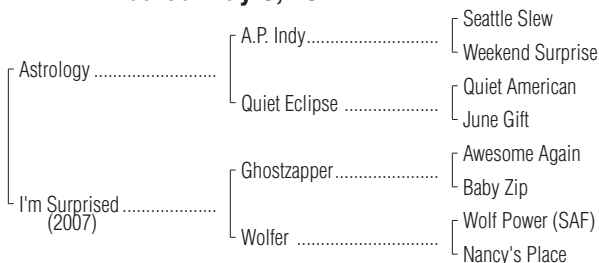 Seattle Slew
A.P. Indy
Weekend Surprise
Astrology
Quiet American
Quiet Eclipse
June Gift
Awesome Again
Ghostzapper
Baby Zip
I'm Surprised
(2007)
Wolf Power (SAF)
Wolfer
Nancy's Place